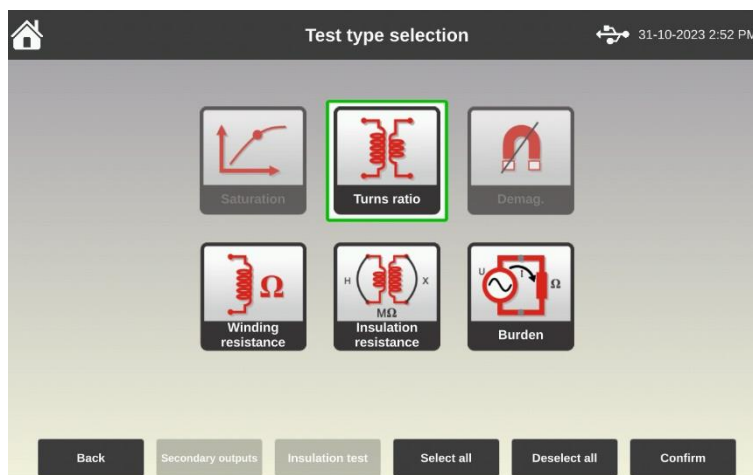 Test type selection
31-10-2023 2:52 PM
Saturation
Turns ratio
Demag.
Ω
H
X
MΩ
U
I
Ω
Winding
resistance
Insulation
resistance
Burden
Back
Secondary outputs
Insulation test
Select all
Deselect all
Confirm